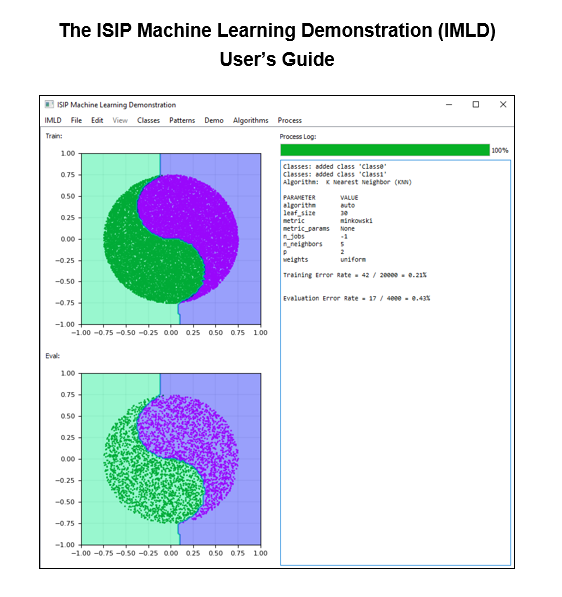 The ISIP Machine Learning Demonstration (IMLD)
User's Guide
ISIP Machine Learning Demonstration
IMLD File Edit View Classes Patterns Demo Algorithms Process
Train:
1.00
0.75
0.50
0.25
0.00
−0.25
−0.50
−0.75
−1.00
−1.00 −0.75 −0.50 −0.25 0.00 0.25 0.50 0.75 1.00
Eval:
1.00
0.75
0.50
0.25
0.00
−0.25
−0.50
−0.75
−1.00
−1.00 −0.75 −0.50 −0.25 0.00 0.25 0.50 0.75 1.00
Process Log:
100%
Classes: added class 'Class0'
Classes: added class 'Class1'
Algorithm: K Nearest Neighbor (KNN)
PARAMETER VALUE
algorithm auto
leaf_size 30
metric minkowski
metric_params None
n_jobs -1
n_neighbors 5
p 2
weights uniform
Training Error Rate = 42 / 20000 = 0.21%
Evaluation Error Rate = 17 / 4000 = 0.43%